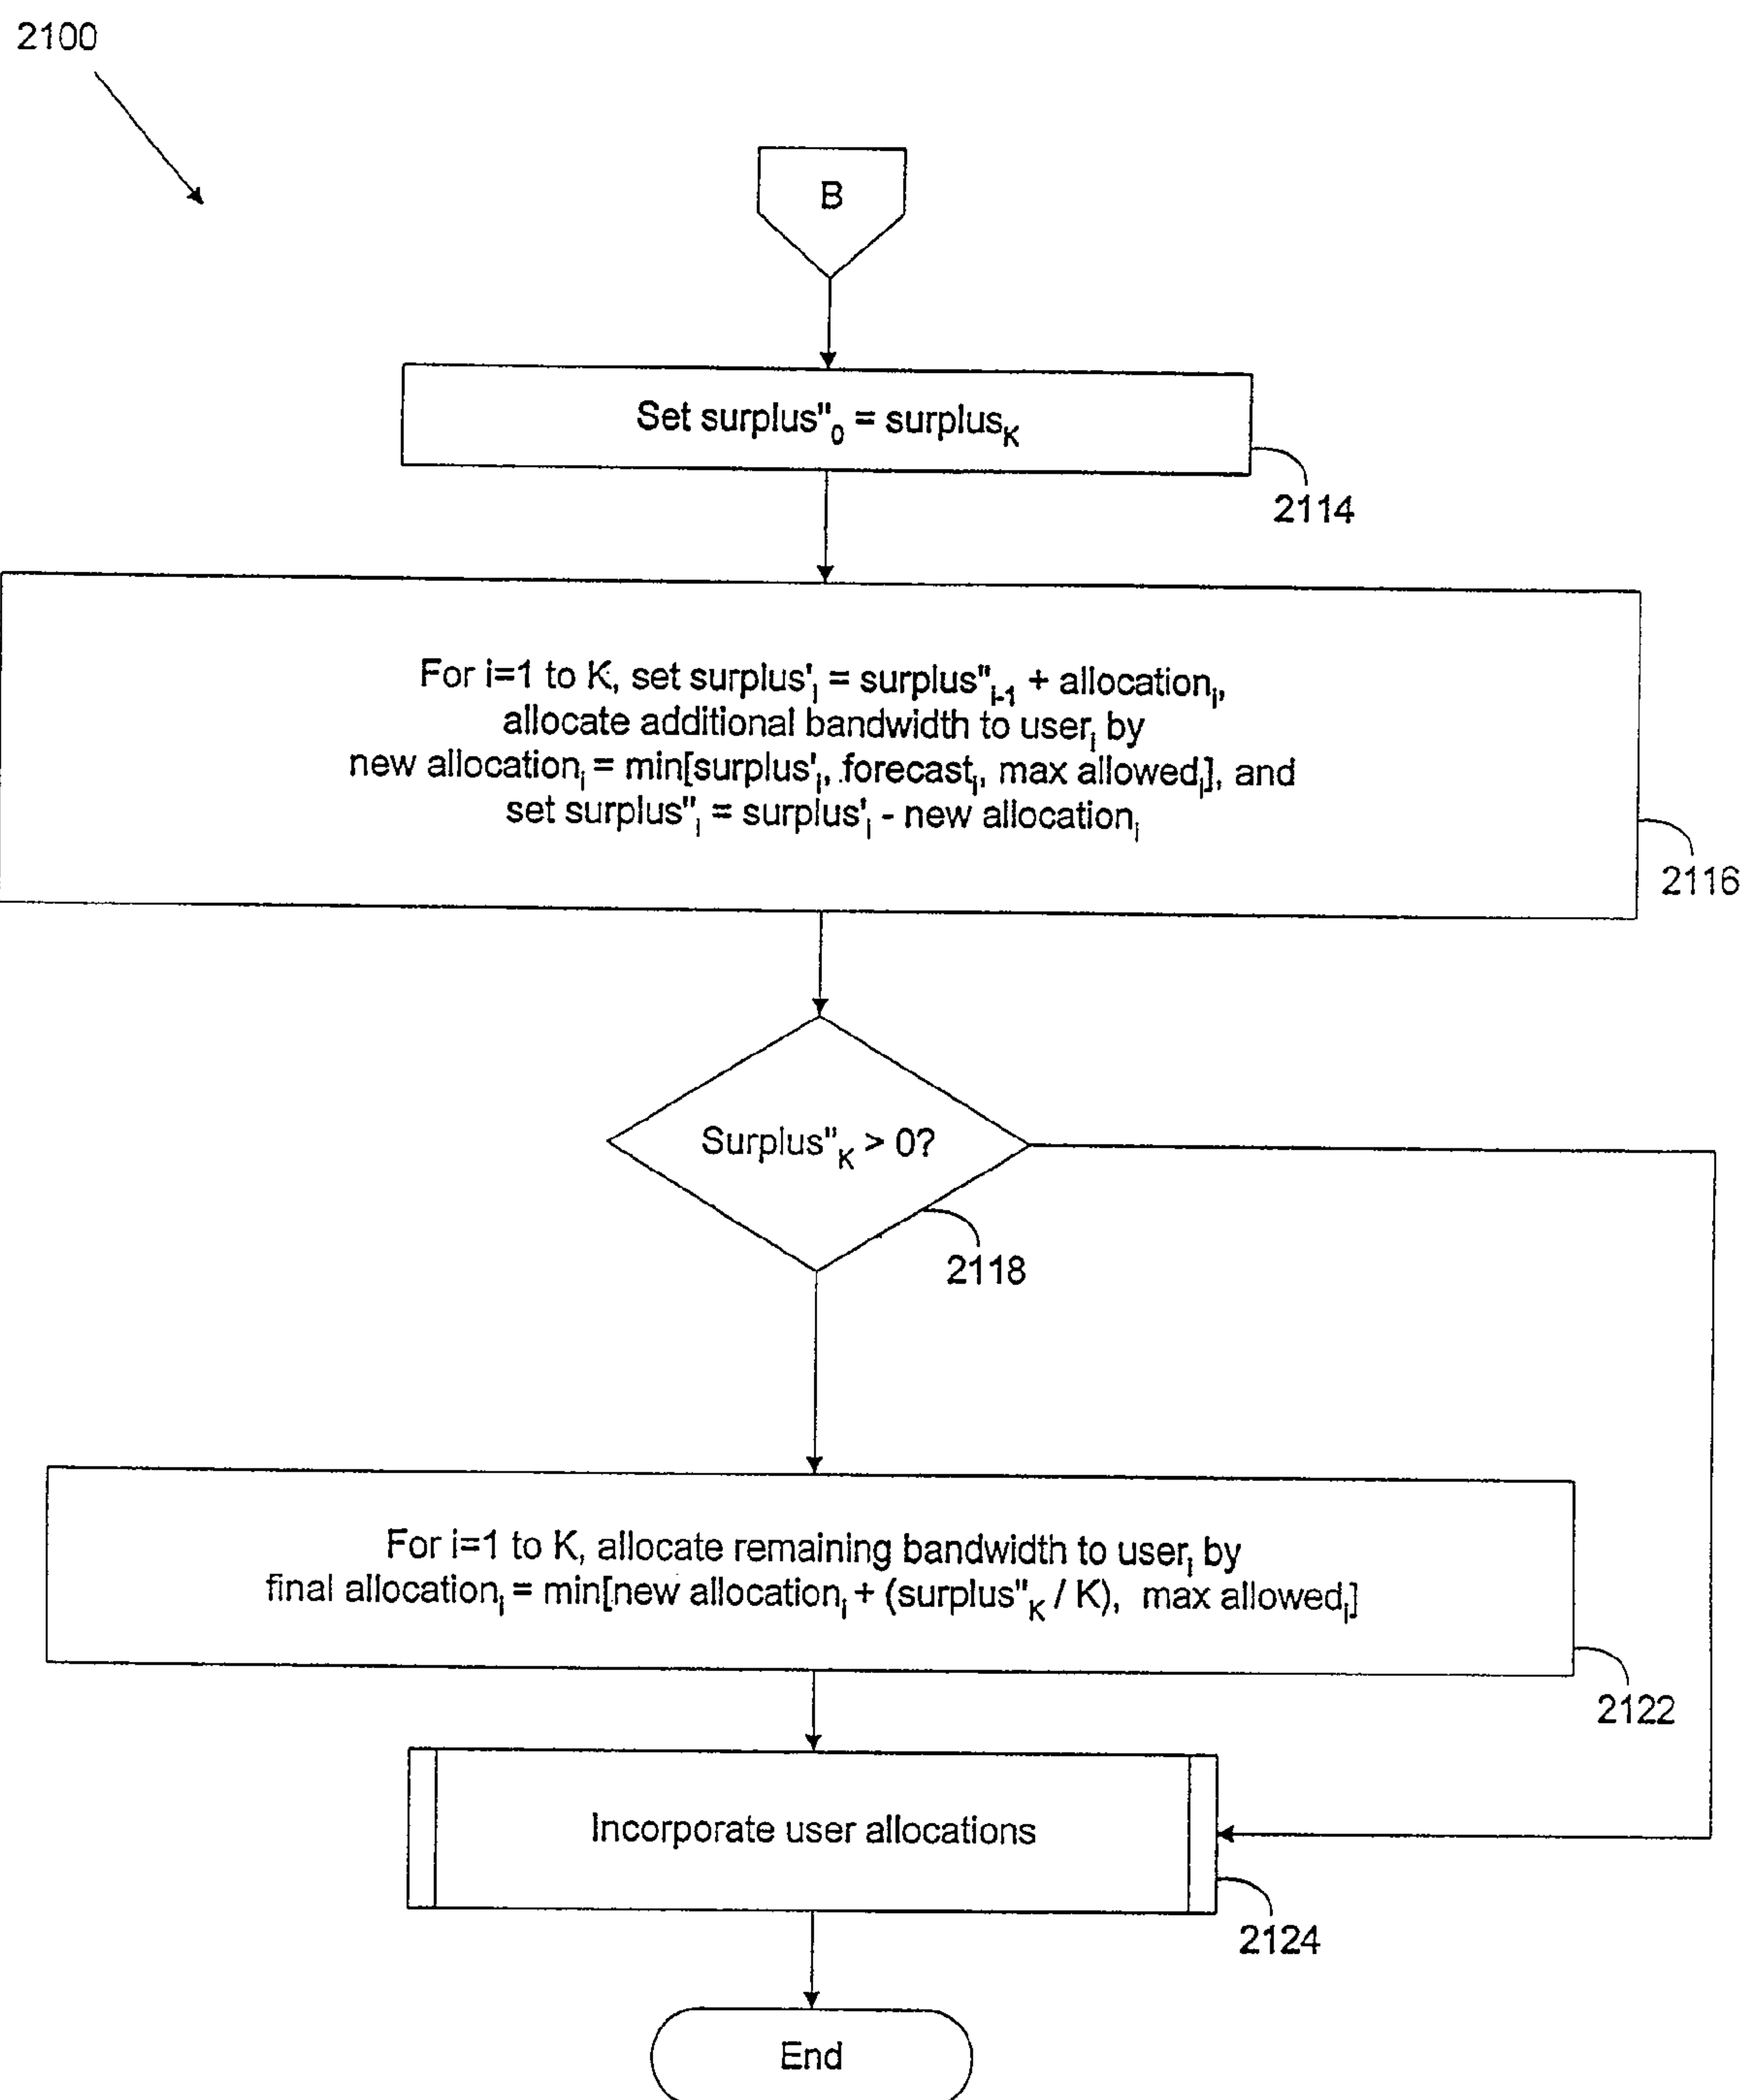 2100
B
Set surplus"₀ = surplus_K
2114
For i=1 to K, set surplus'ᵢ = surplus"ᵢ₋₁ + allocationᵢ,
allocate additional bandwidth to userᵢ by
new allocationᵢ = min[surplus'ᵢ, forecastᵢ, max allowedᵢ], and
set surplus"ᵢ = surplus'ᵢ - new allocationᵢ
2116
Surplus"_K > 0?
2118
For i=1 to K, allocate remaining bandwidth to userᵢ by
final allocationᵢ = min[new allocationᵢ + (surplus"_K / K), max allowedᵢ]
2122
Incorporate user allocations
2124
End